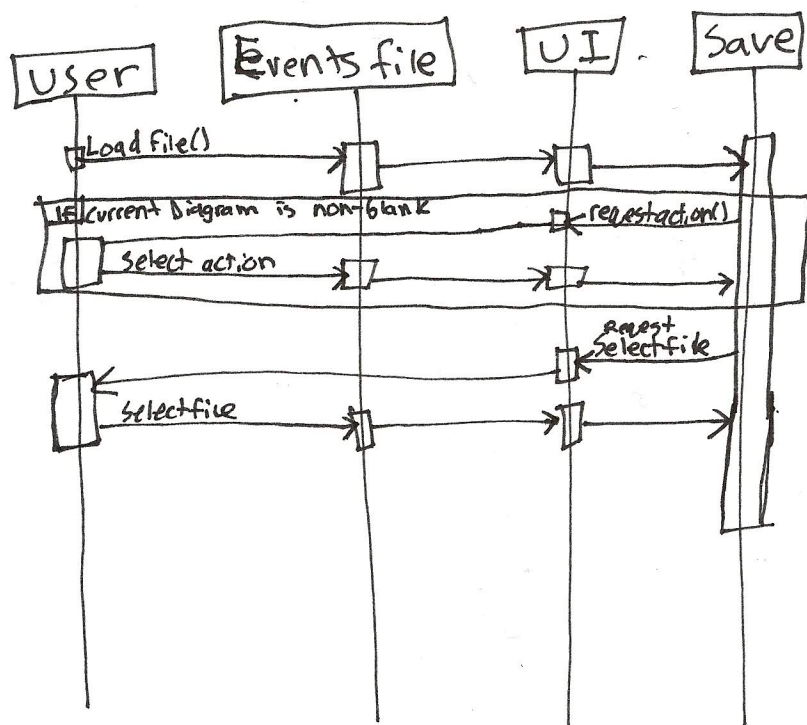 user
Events file
UI
Save
Load file()
IF Current Diagram is non-blank
requestaction()
Select action
Request
Selectfile
Selectfile